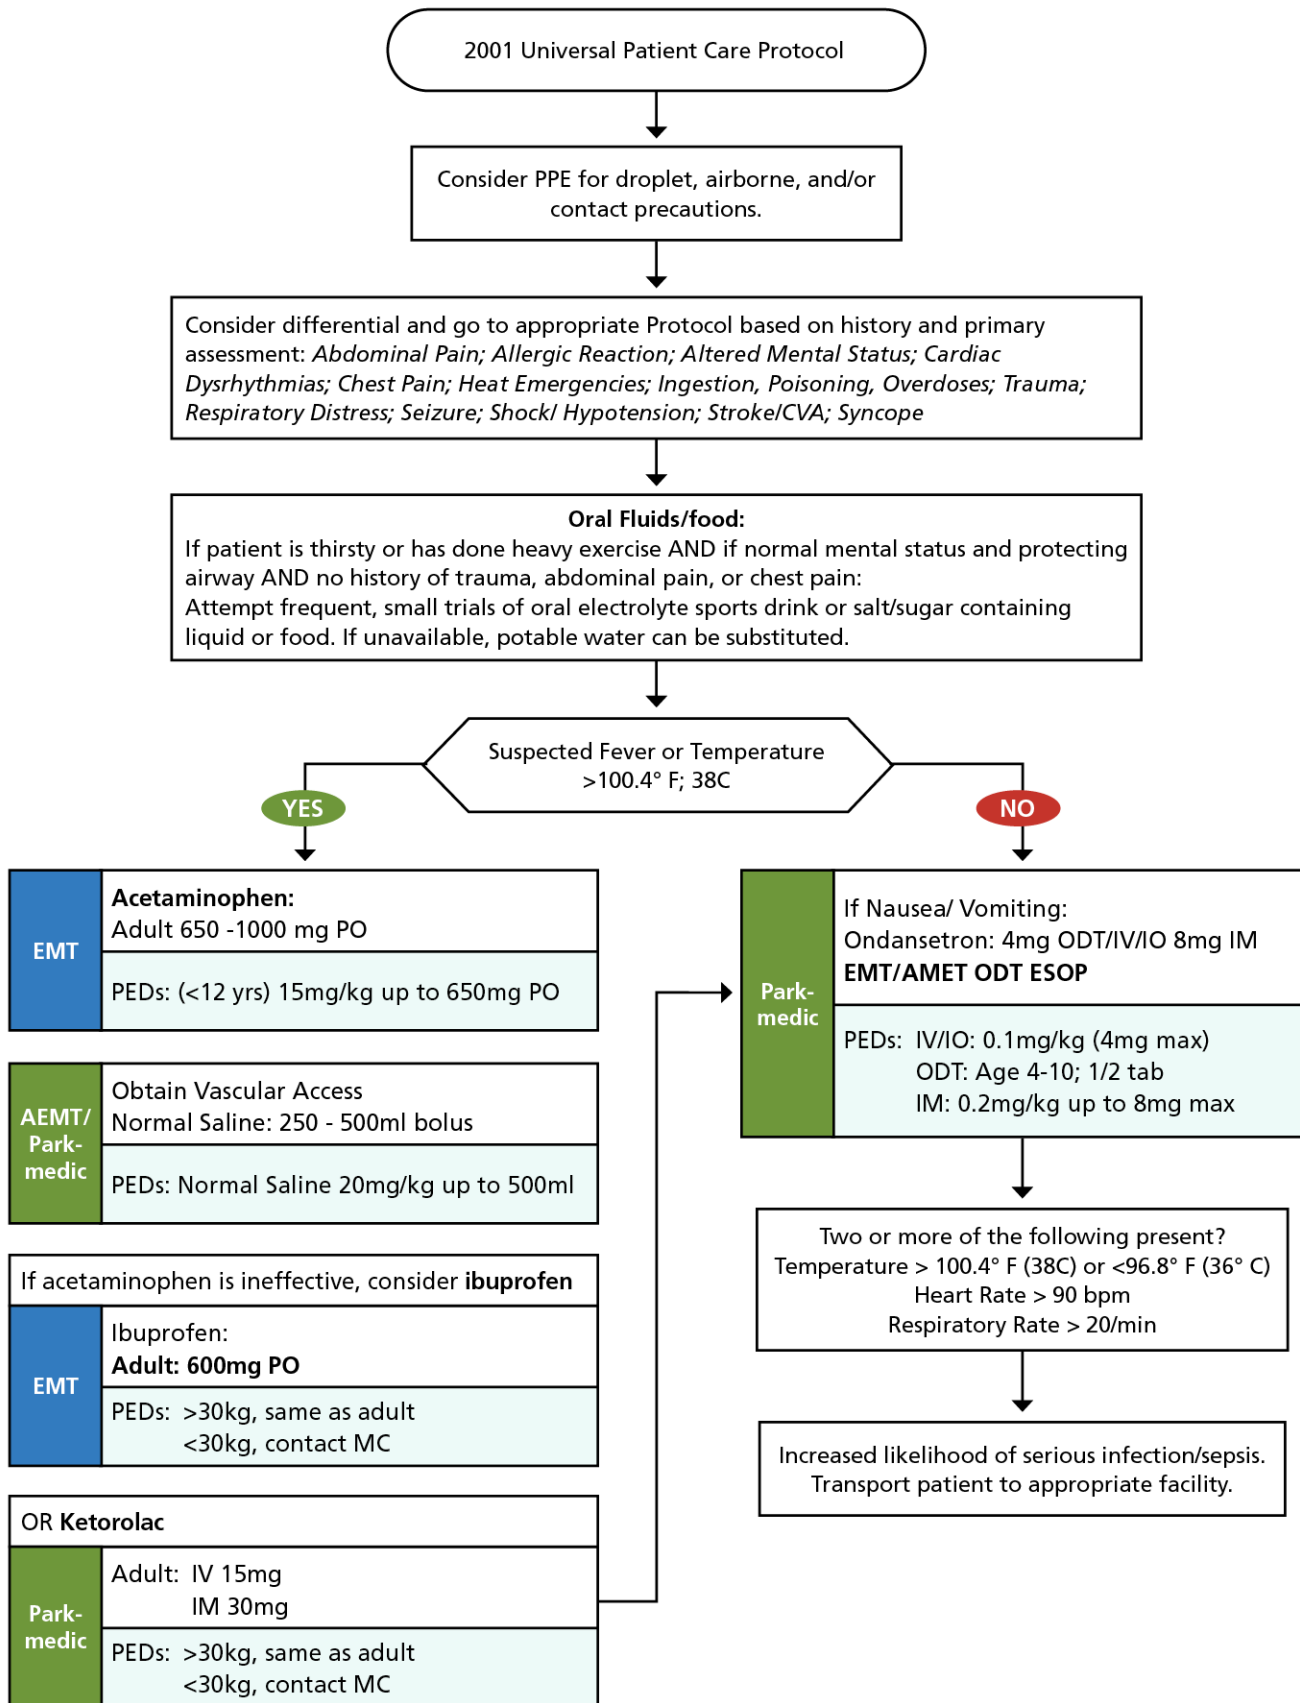 2001 Universal Patient Care Protocol
Consider PPE for droplet, airborne, and/or
contact precautions.
Consider differential and go to appropriate Protocol based on history and primary
assessment: Abdominal Pain; Allergic Reaction; Altered Mental Status; Cardiac
Dysrhythmias; Chest Pain; Heat Emergencies; Ingestion, Poisoning, Overdoses; Trauma;
Respiratory Distress; Seizure; Shock/ Hypotension; Stroke/CVA; Syncope
Oral Fluids/food:
If patient is thirsty or has done heavy exercise AND if normal mental status and protecting
airway AND no history of trauma, abdominal pain, or chest pain:
Attempt frequent, small trials of oral electrolyte sports drink or salt/sugar containing
liquid or food. If unavailable, potable water can be substituted.
Suspected Fever or Temperature
>100.4° F; 38C
YES
EMT
Acetaminophen:
Adult 650 -1000 mg PO
PEDs: (<12 yrs) 15mg/kg up to 650mg PO
AEMT/
Park-
medic
Obtain Vascular Access
Normal Saline: 250 - 500ml bolus
PEDs: Normal Saline 20mg/kg up to 500ml
If acetaminophen is ineffective, consider ibuprofen
EMT
Ibuprofen:
Adult: 600mg PO
PEDs: >30kg, same as adult
<30kg, contact MC
OR Ketorolac
Park-
medic
Adult: IV 15mg
IM 30mg
PEDs: >30kg, same as adult
<30kg, contact MC
NO
Park-
medic
If Nausea/ Vomiting:
Ondansetron: 4mg ODT/IV/IO 8mg IM
EMT/AMET ODT ESOP
PEDs: IV/IO: 0.1mg/kg (4mg max)
ODT: Age 4-10; 1/2 tab
IM: 0.2mg/kg up to 8mg max
Two or more of the following present?
Temperature > 100.4° F (38C) or <96.8° F (36° C)
Heart Rate > 90 bpm
Respiratory Rate > 20/min
Increased likelihood of serious infection/sepsis.
Transport patient to appropriate facility.